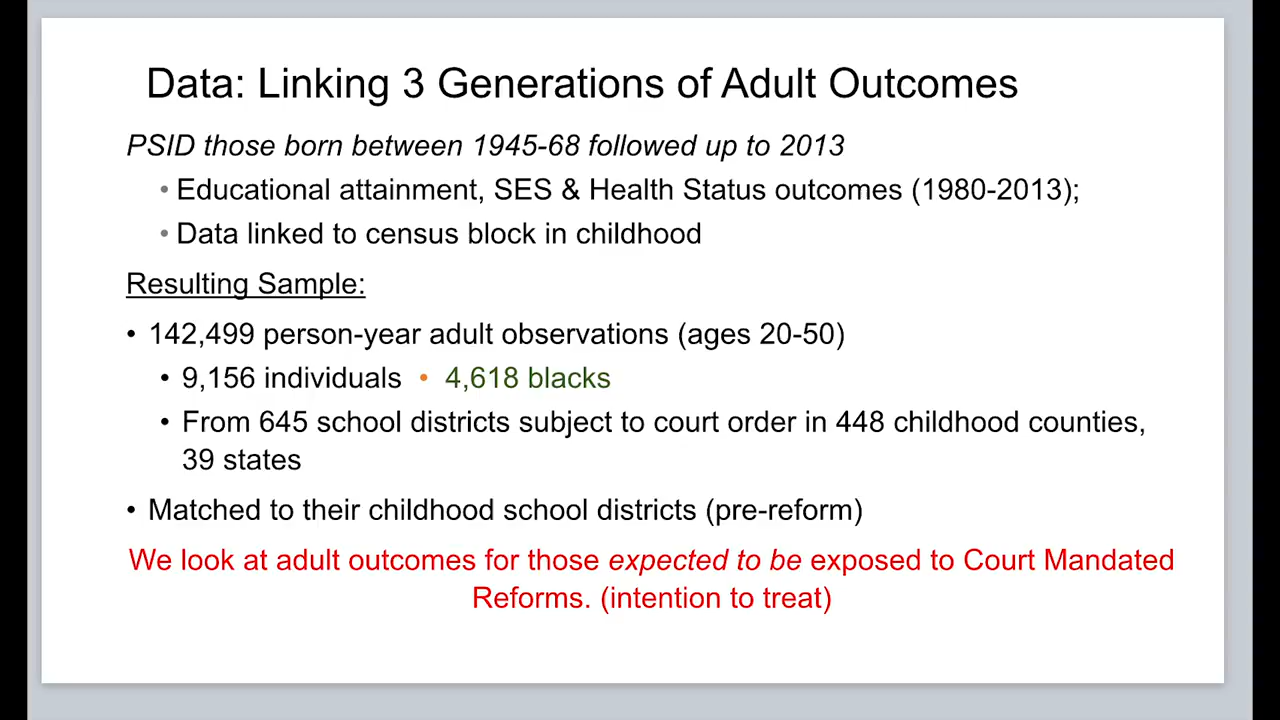 Data: Linking 3 Generations of Adult Outcomes
PSID those born between 1945-68 followed up to 2013
• Educational attainment, SES & Health Status outcomes (1980-2013);
• Data linked to census block in childhood
Resulting Sample:
• 142,499 person-year adult observations (ages 20-50)
• 9,156 individuals • 4,618 blacks
• From 645 school districts subject to court order in 448 childhood counties,
39 states
• Matched to their childhood school districts (pre-reform)
We look at adult outcomes for those expected to be exposed to Court Mandated
Reforms. (intention to treat)